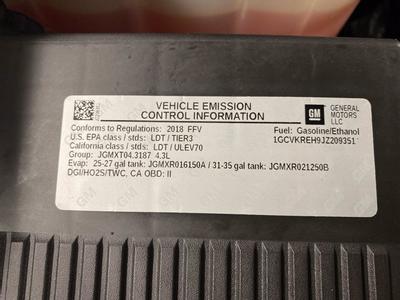 VEHICLE EMISSION
CONTROL INFORMATION
GM
GENERAL
MOTORS
LLC
Conforms to Regulations: 2018 FFV
Fuel: Gasoline/Ethanol
U.S. EPA class / stds: LDT / TIER3
1GCVKREH9JZ209351
California class / stds: LDT / ULEV70
Group: JGMXT04.3187 4.3L
Evap: 25-27 gal tank: JGMXR016150A / 31-35 gal tank: JGMXR021250B
DGI/HO2S/TWC, CA OBD: II